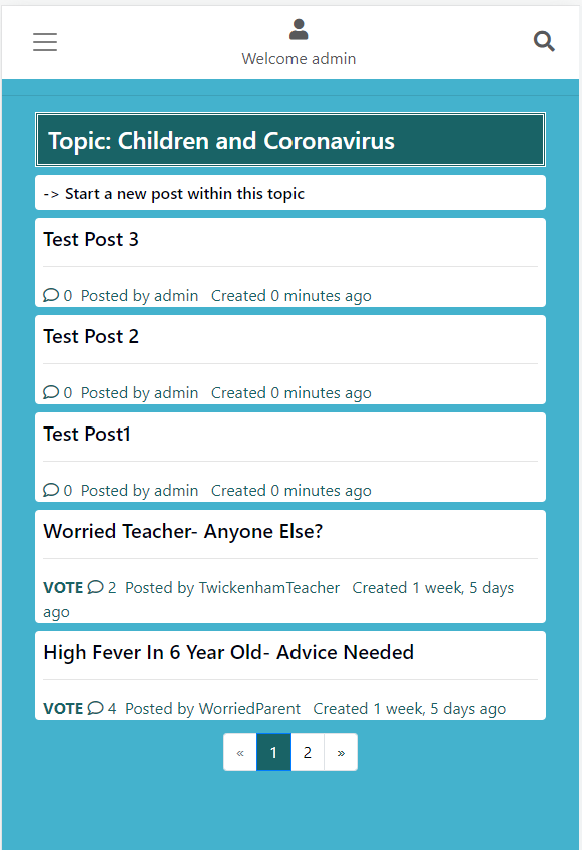 Welcome admin
Topic: Children and Coronavirus
-> Start a new post within this topic
Test Post 3
0 Posted by admin Created 0 minutes ago
Test Post 2
0 Posted by admin Created 0 minutes ago
Test Post1
0 Posted by admin Created 0 minutes ago
Worried Teacher- Anyone Else?
VOTE 2 Posted by TwickenhamTeacher Created 1 week, 5 days
ago
High Fever In 6 Year Old- Advice Needed
VOTE 4 Posted by WorriedParent Created 1 week, 5 days ago
« 1 2 »